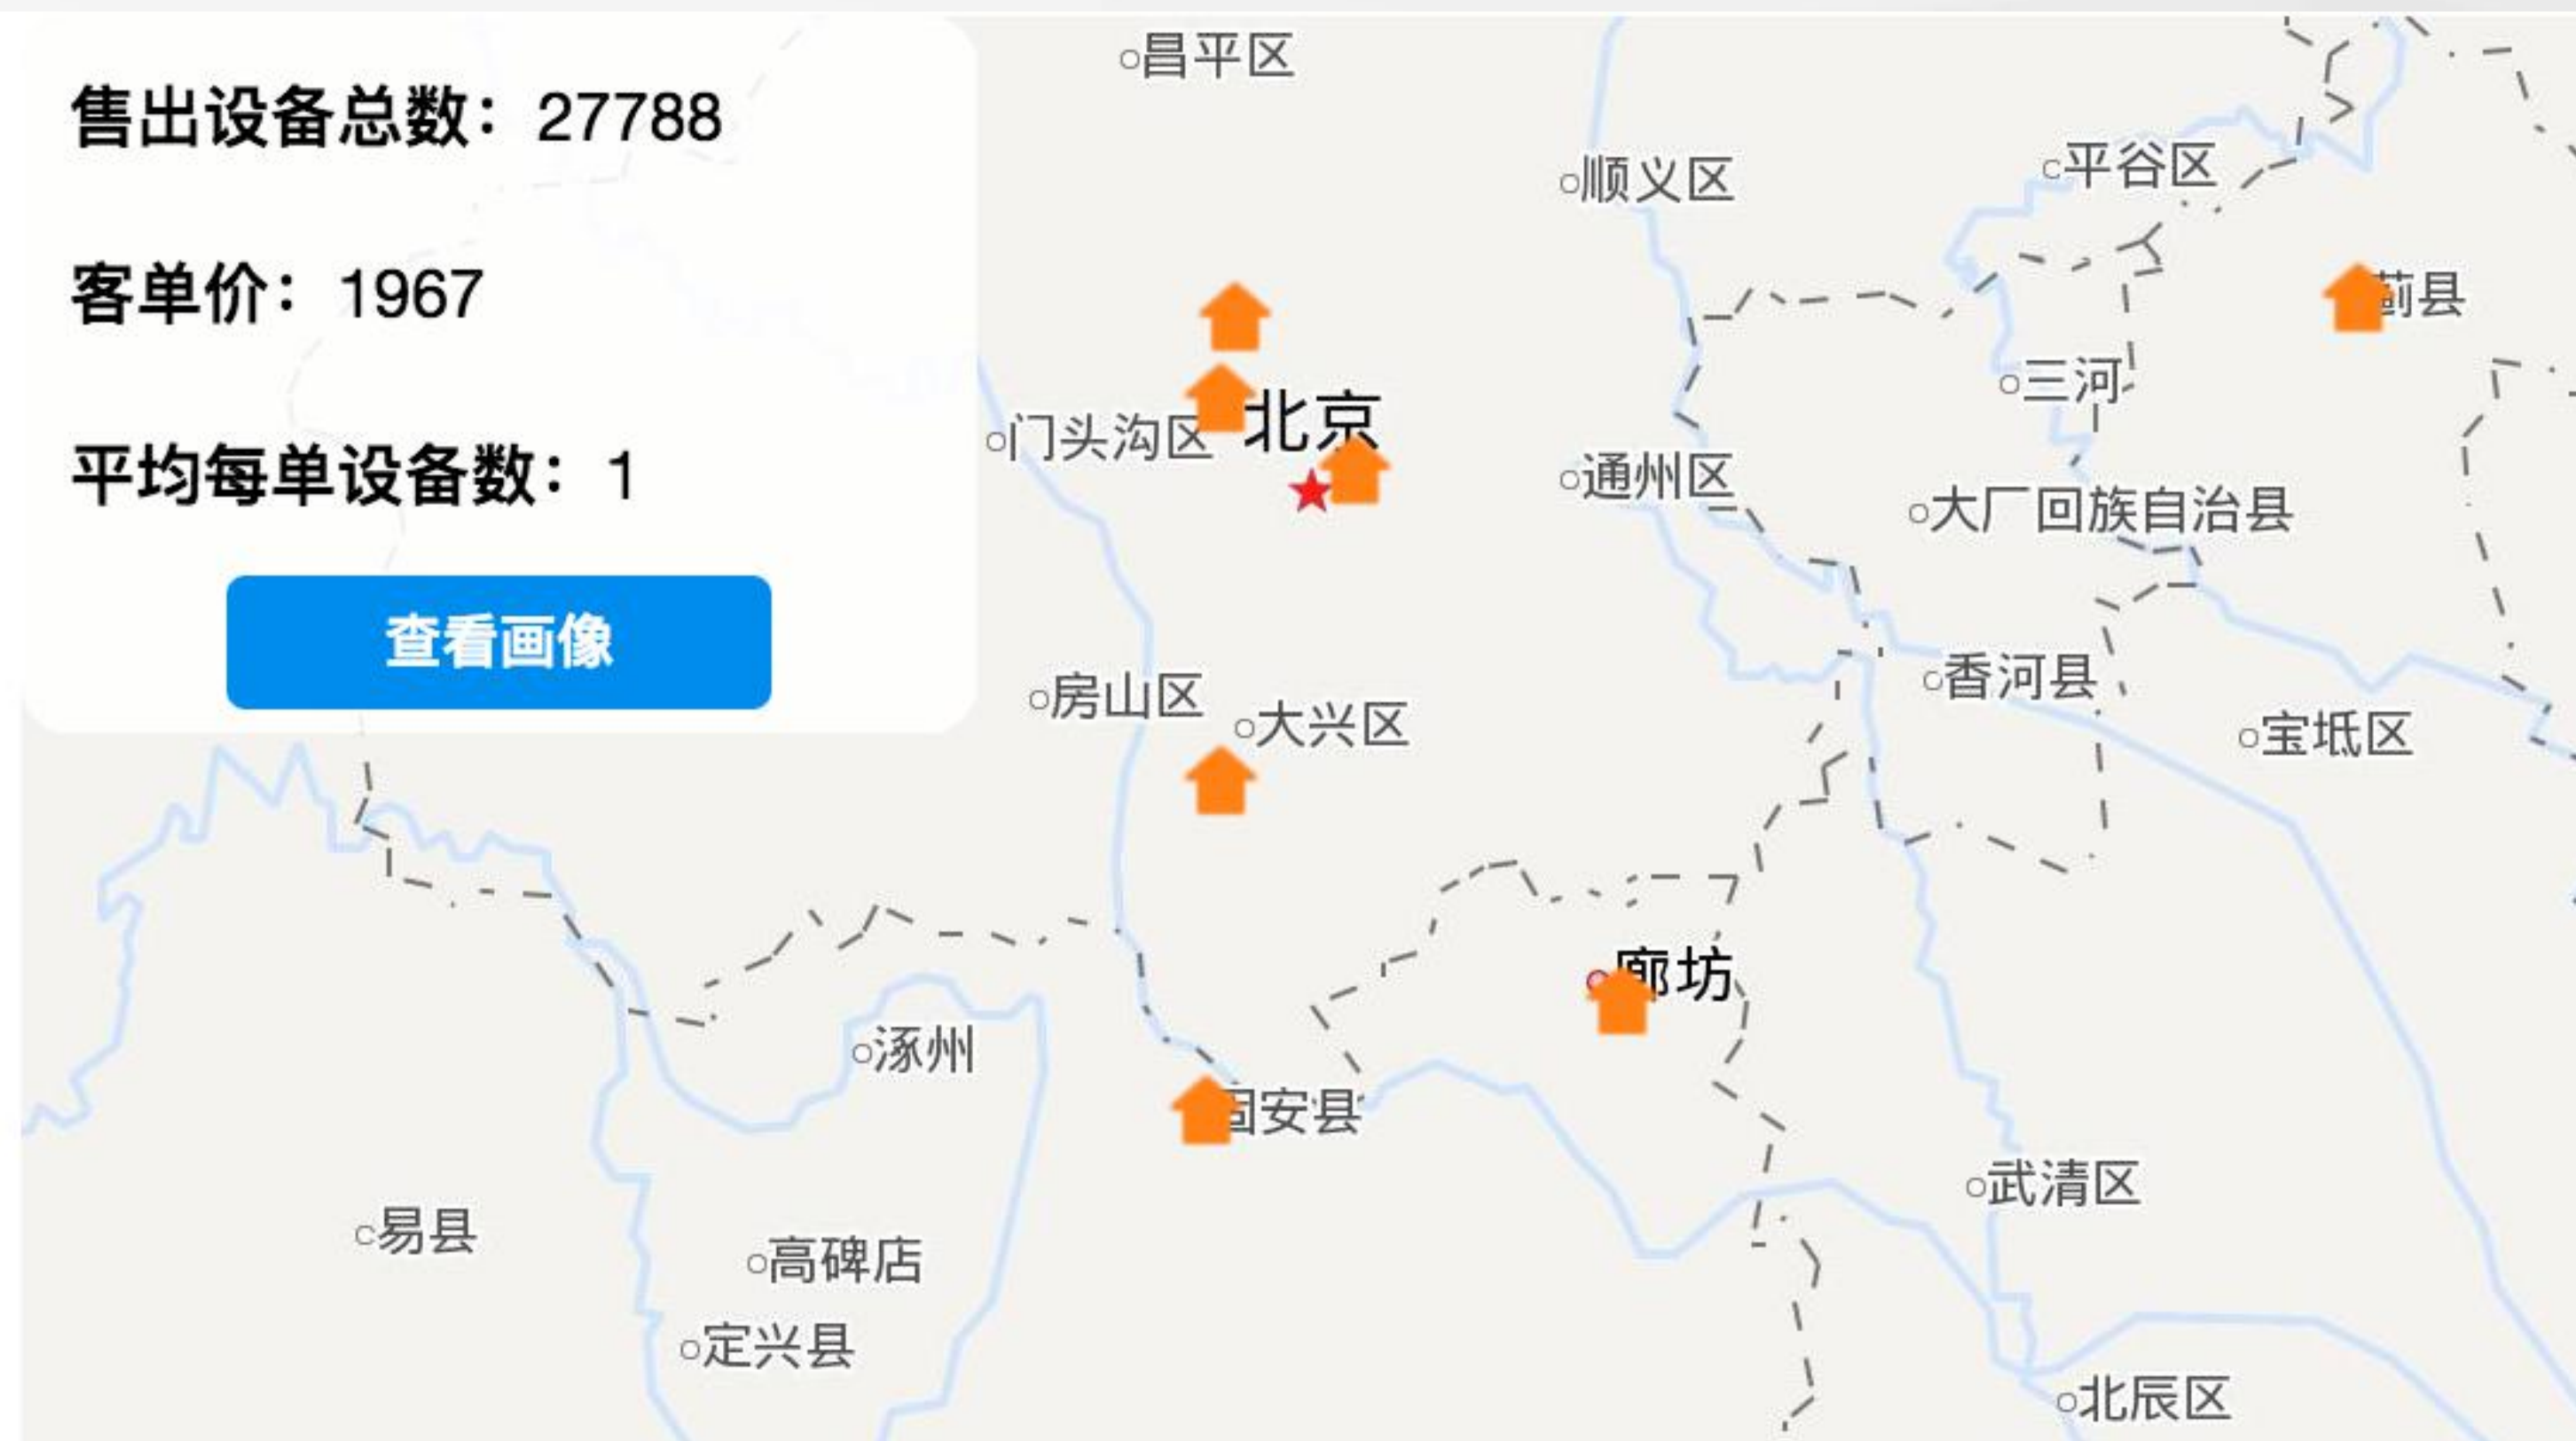 售出设备总数：27788
客单价：1967
平均每单设备数：1
查看画像
昌平区
顺义区
平谷区
蓟县
三河
北京
门头沟区
通州区
大厂回族自治县
香河县
房山区
大兴区
宝坻区
廊坊
涿州
固安县
武清区
易县
高碑店
定兴县
北辰区